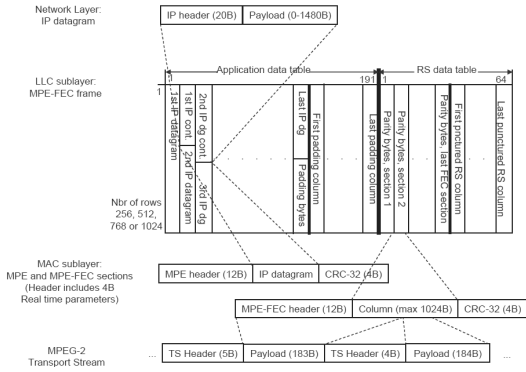 Network Layer:
IP datagram
IP header (20B)
Payload (0-1480B)
LLC sublayer:
MPE-FEC frame
Application data table
RS data table
1
1
191
1
64
1st IP datagram
1st IP cont.
2nd IP datagram
2nd IP dg cont.
3rd IP dg
Last IP dg
Padding bytes
First padding column
Last padding column
Parity bytes, section 1
Parity bytes, section 2
Parity bytes, last FEC section
First pnctured RS column
Last punctured RS column
Nbr of rows
256, 512,
768 or 1024
MAC sublayer:
MPE and MPE-FEC sections
(Header includes 4B
Real time parameters)
MPE header (12B)
IP datagram
CRC-32 (4B)
MPE-FEC header (12B)
Column (max 1024B)
CRC-32 (4B)
MPEG-2
Transport Stream
...
TS Header (5B)
Payload (183B)
TS Header (4B)
Payload (184B)
...